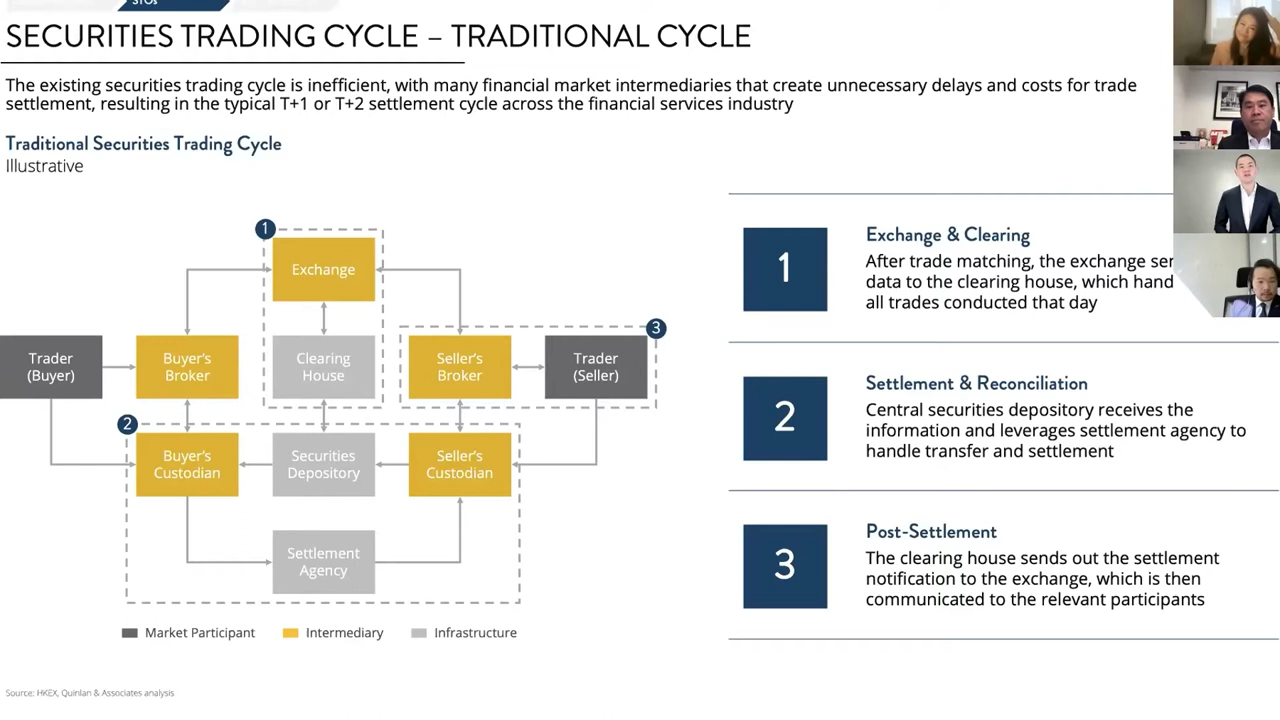 STOs
SECURITIES TRADING CYCLE – TRADITIONAL CYCLE
The existing securities trading cycle is inefficient, with many financial market intermediaries that create unnecessary delays and costs for trade
settlement, resulting in the typical T+1 or T+2 settlement cycle across the financial services industry
Traditional Securities Trading Cycle
Illustrative
1
Exchange
3
Trader
(Buyer)
Buyer's
Broker
Clearing
House
Seller's
Broker
Trader
(Seller)
2
Buyer's
Custodian
Securities
Depository
Seller's
Custodian
Settlement
Agency
Market Participant
Intermediary
Infrastructure
1
Exchange & Clearing
After trade matching, the exchange
data to the clearing house, which
all trades conducted that day
2
Settlement & Reconciliation
Central securities depository receives the
information and leverages settlement agency to
handle transfer and settlement
3
Post-Settlement
The clearing house sends out the settlement
notification to the exchange, which is then
communicated to the relevant participants
Source: HKEX, Quinlan & Associates analysis